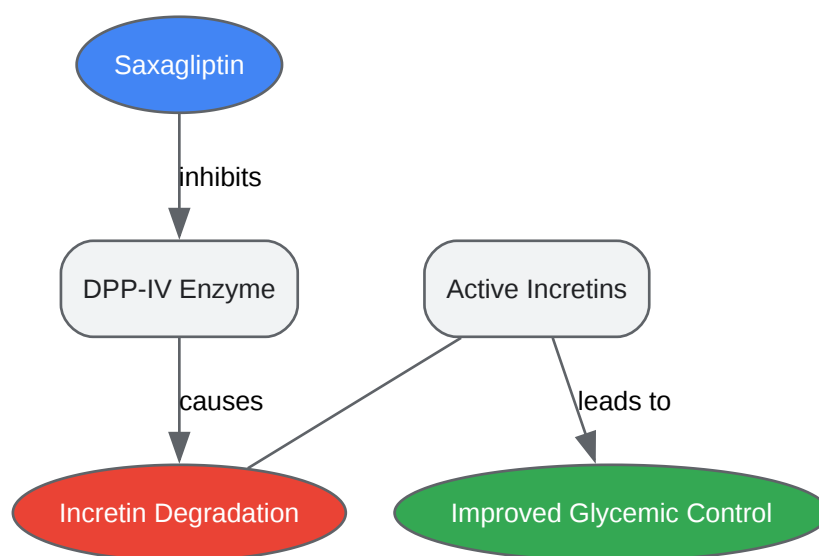 Saxagliptin
inhibits
DPP-IV Enzyme
Active Incretins
causes
leads to
Incretin Degradation
Improved Glycemic Control